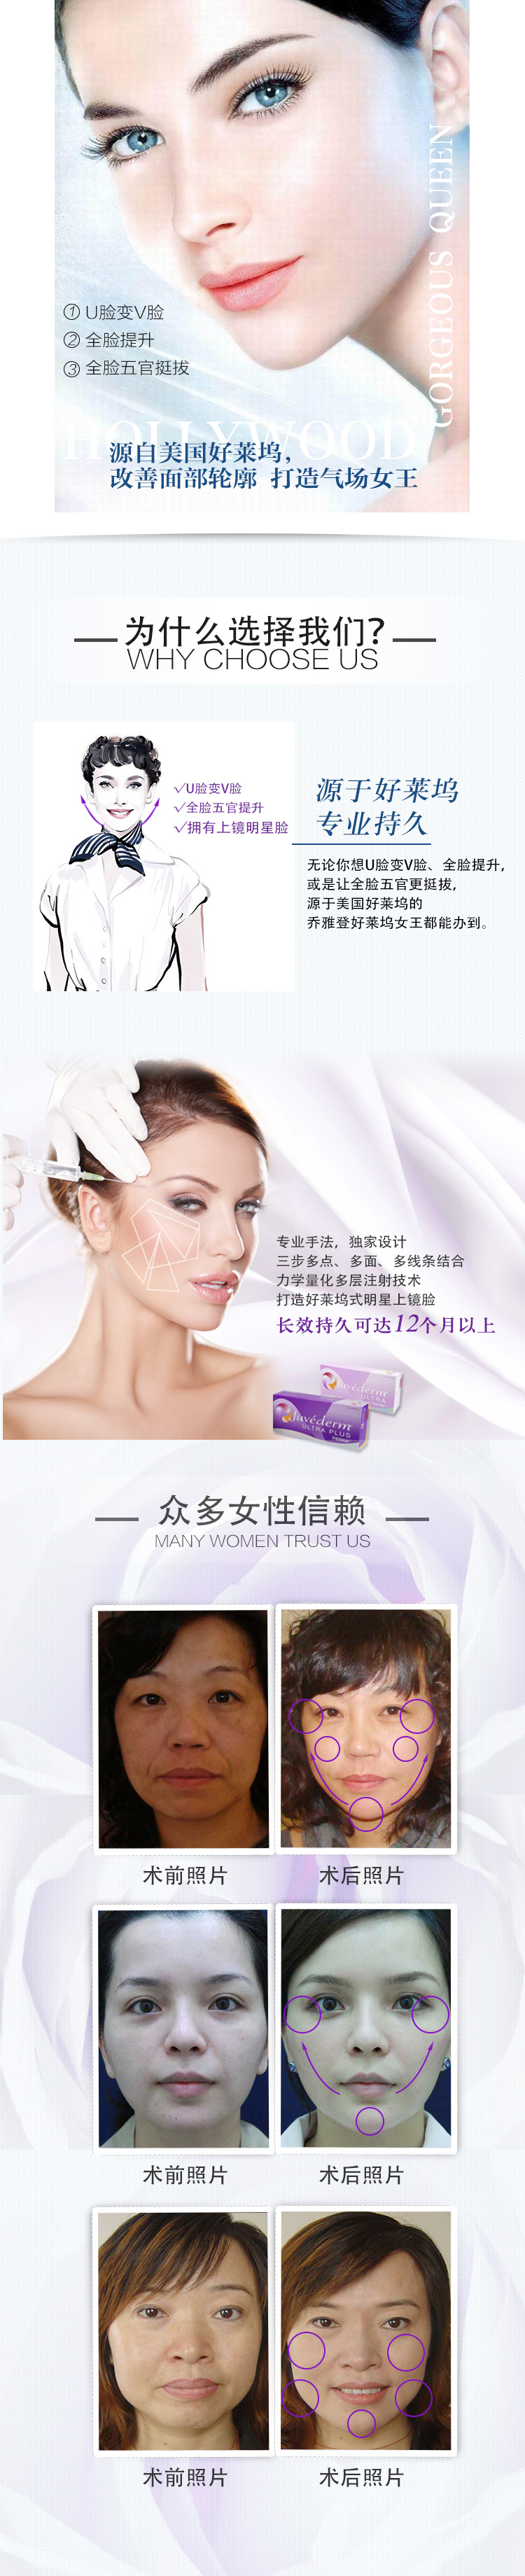 GORGEOUS QUEEN
① U脸变V脸
② 全脸提升
③ 全脸五官挺拔
HOLLYWOOD
源自美国好莱坞，
改善面部轮廓 打造气场女王
为什么选择我们?
WHY CHOOSE US
✓U脸变V脸
✓全脸五官提升
✓拥有上镜明星脸
源于好莱坞
专业持久
无论你想U脸变V脸、全脸提升，
或是让全脸五官更挺拔，
源于美国好莱坞的
乔雅登好莱坞女王都能办到。
专业手法，独家设计
三步多点、多面、多线条结合
力学量化多层注射技术
打造好莱坞式明星上镜脸
长效持久可达12个月以上
Juvéderm
ULTRA
Juvéderm
ULTRA PLUS
众多女性信赖
MANY WOMEN TRUST US
术前照片 术后照片
术前照片 术后照片
术前照片 术后照片